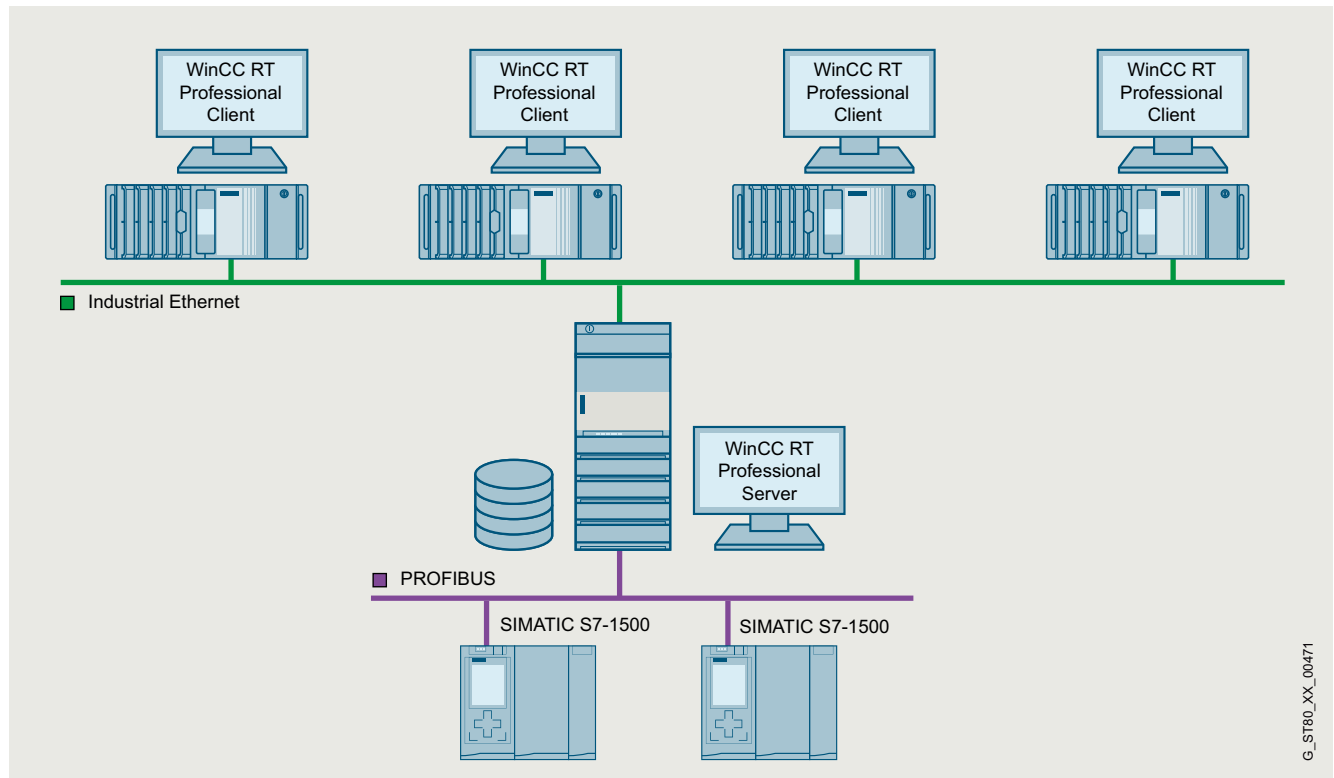 WinCC RT
Professional
Client
WinCC RT
Professional
Client
WinCC RT
Professional
Client
WinCC RT
Professional
Client
Industrial Ethernet
WinCC RT
Professional
Server
PROFIBUS
SIMATIC S7-1500
SIMATIC S7-1500
G_ST80_XX_00471